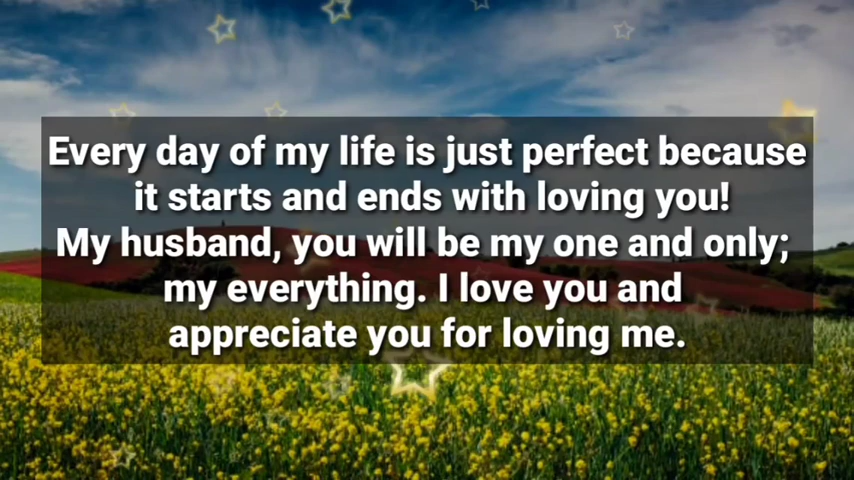 Every day of my life is just perfect because
it starts and ends with loving you!
My husband, you will be my one and only;
my everything. I love you and
appreciate you for loving me.